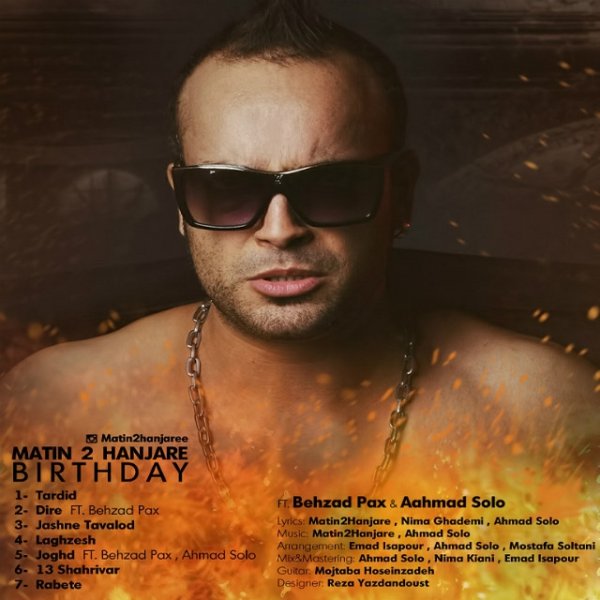 Matin2hanjaree
MATIN 2 HANJARE
BIRTHDAY
1- Tardid
2- Dire FT. Behzad Pax
3- Jashne Tavalod
4- Laghzesh
5- Joghd FT. Behzad Pax , Ahmad Solo
6- 13 Shahrivar
7- Rabete
FT. Behzad Pax & Aahmad Solo
Lyrics: Matin2Hanjare , Nima Ghademi , Ahmad Solo
Music: Matin2Hanjare , Ahmad Solo
Arrangement: Emad Isapour , Ahmad Solo , Mostafa Soltani
Mix&Mastering: Ahmad Solo , Nima Kiani , Emad Isapour
Guitar: Mojtaba Hoseinzadeh
Designer: Reza Yazdandoust